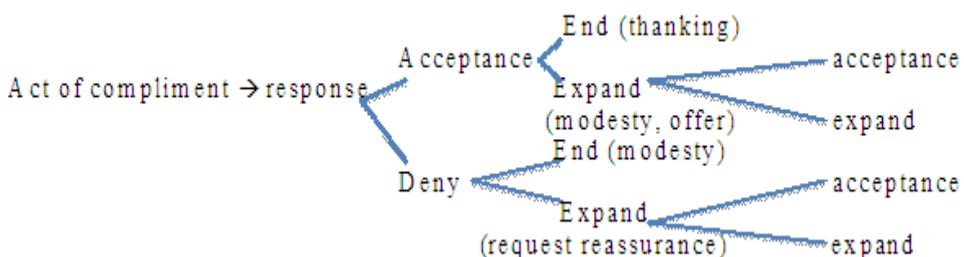 End (thanking)
Acceptance
acceptance
Act of compliment → response
Expand
(modesty, offer)
expand
End (modesty)
Deny
acceptance
Expand
(request reassurance)
expand